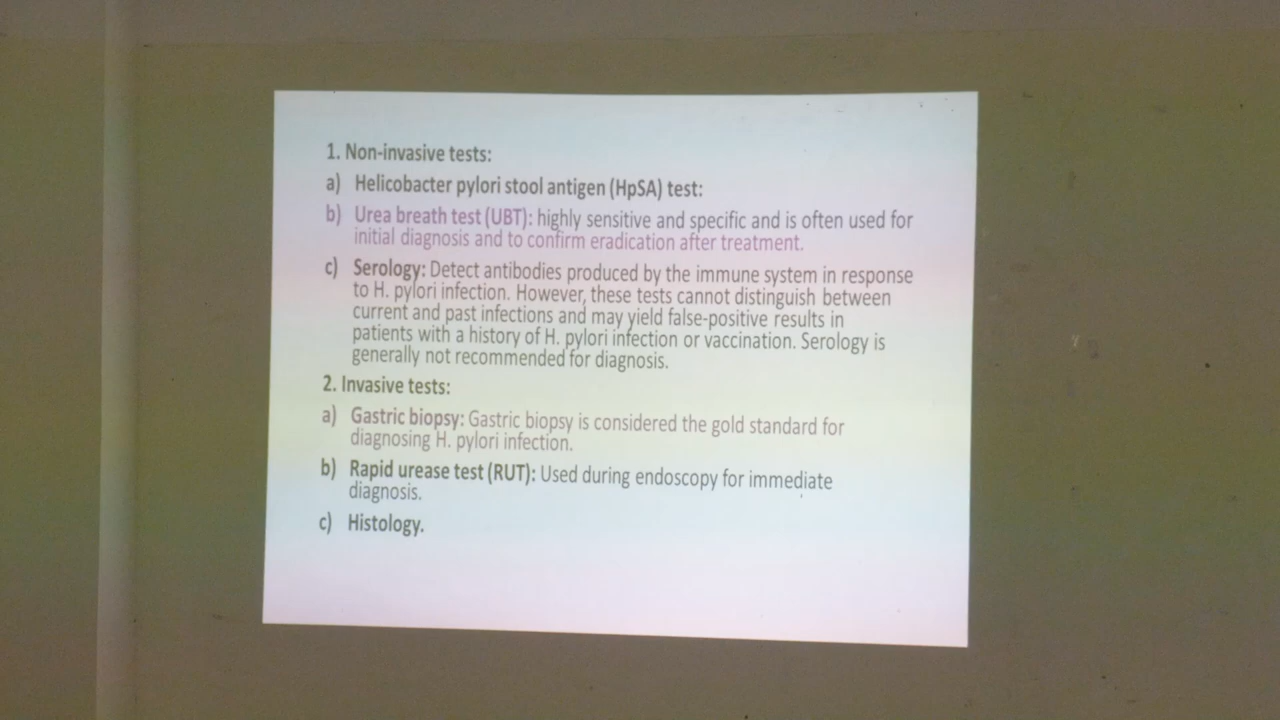 1. Non-invasive tests:
a) Helicobacter pylori stool antigen (HpSA) test:
b) Urea breath test (UBT): highly sensitive and specific and is often used for
initial diagnosis and to confirm eradication after treatment.
c) Serology: Detect antibodies produced by the immune system in response
to H. pylori infection. However, these tests cannot distinguish between
current and past infections and may yield false-positive results in
patients with a history of H. pylori infection or vaccination. Serology is
generally not recommended for diagnosis.
2. Invasive tests:
a) Gastric biopsy: Gastric biopsy is considered the gold standard for
diagnosing H. pylori infection.
b) Rapid urease test (RUT): Used during endoscopy for immediate
diagnosis.
c) Histology.